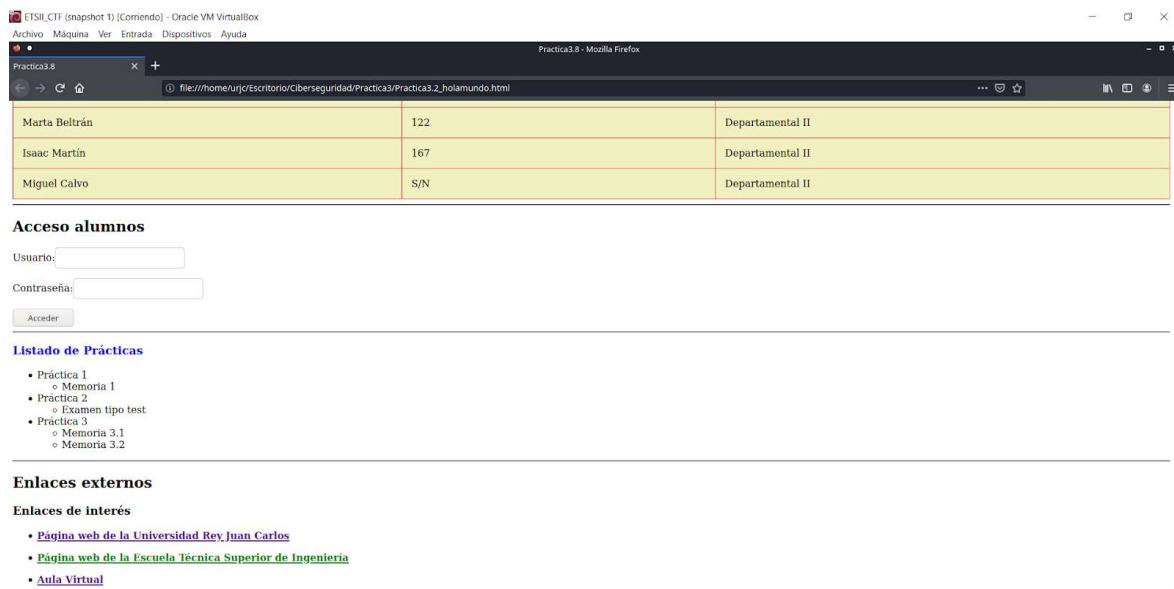 ETSII_CTF (snapshot 1) [Corriendo] - Oracle VM VirtualBox
Archivo Máquina Ver Entrada Dispositivos Ayuda
Practica3.8 - Mozilla Firefox
Practica3.8
file:///home/urjc/Escritorio/Ciberseguridad/Practica3/Practica3.2_holamundo.html
Marta Beltrán 122 Departamental II
Isaac Martín 167 Departamental II
Miguel Calvo S/N Departamental II
Acceso alumnos
Usuario:
Contraseña:
Acceder
Listado de Prácticas
Práctica 1
Memoria 1
Práctica 2
Examen tipo test
Práctica 3
Memoria 3.1
Memoria 3.2
Enlaces externos
Enlaces de interés
Página web de la Universidad Rey Juan Carlos
Página web de la Escuela Técnica Superior de Ingeniería
Aula Virtual